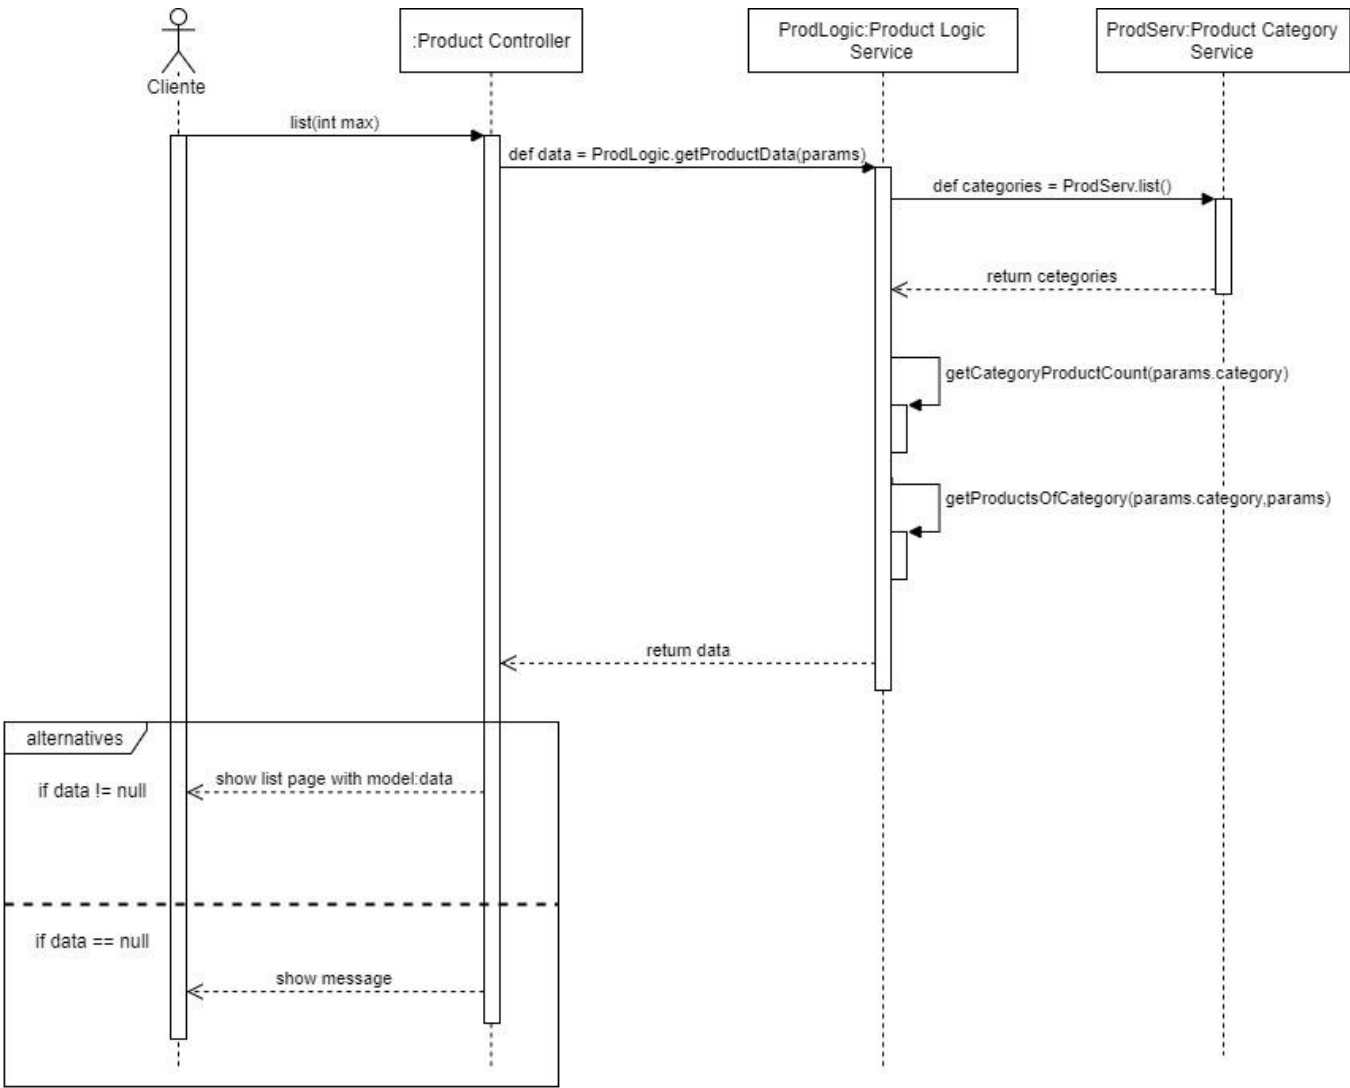 Cliente
:Product Controller
ProdLogic:Product Logic
Service
ProdServ:Product Category
Service
list(int max)
def data = ProdLogic.getProductData(params)
def categories = ProdServ.list()
return cetegories
getCategoryProductCount(params.category)
getProductsOfCategory(params.category,params)
return data
alternatives
if data != null
show list page with model:data
if data == null
show message